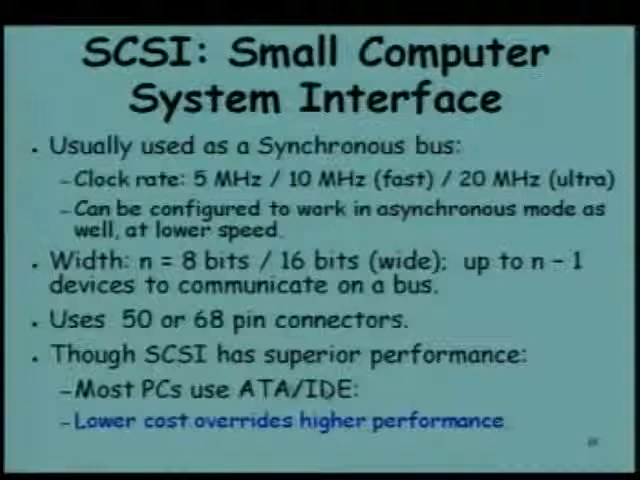 SCSI: Small Computer
System Interface
• Usually used as a Synchronous bus:
–Clock rate: 5 MHz / 10 MHz (fast) / 20 MHz (ultra)
–Can be configured to work in asynchronous mode as
well, at lower speed.
• Width: n = 8 bits / 16 bits (wide); up to n – 1
devices to communicate on a bus.
• Uses 50 or 68 pin connectors.
• Though SCSI has superior performance:
–Most PCs use ATA/IDE:
–Lower cost overrides higher performance.